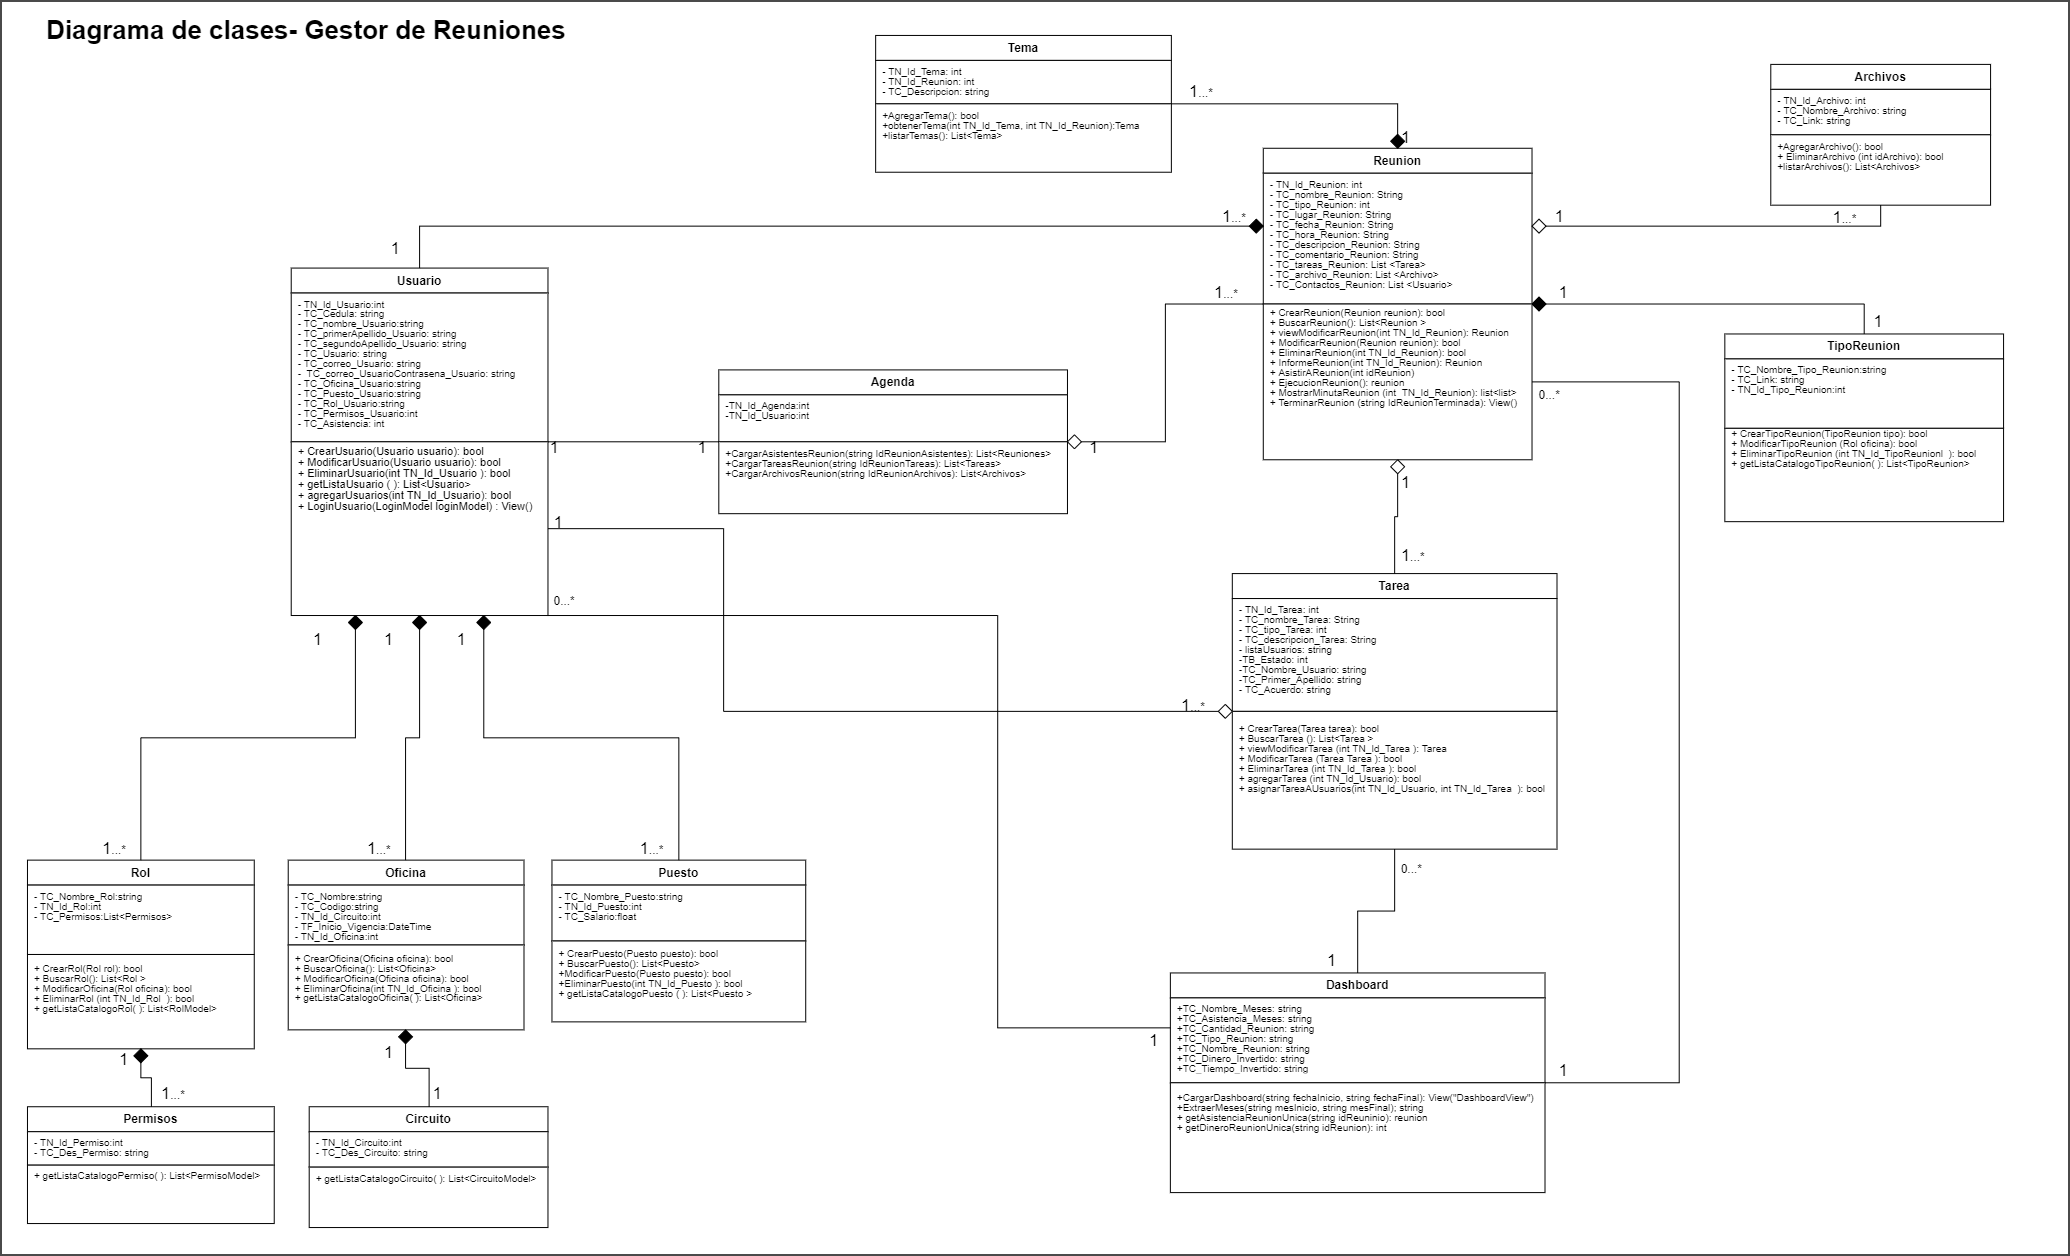 Diagrama de clases- Gestor de Reuniones
Tema
- TN_Id_Tema: int
- TN_Id_Reunion: int
- TC_Descripcion: string
+AgregarTema(): bool
+obtenerTema(int TN_Id_Tema, int TN_Id_Reunion):Tema
+listarTemas(): List<Tema>
1...*
1
Archivos
- TN_Id_Archivo: int
- TC_Nombre_Archivo: string
- TC_Link: string
+AgregarArchivo(): bool
+ EliminarArchivo (int idArchivo): bool
+listarArchivos(): List<Archivos>
1...*
1
Reunion
- TN_Id_Reunion: int
- TC_nombre_Reunion: String
- TC_tipo_Reunion: int
- TC_lugar_Reunion: String
- TC_fecha_Reunion: String
- TC_hora_Reunion: String
- TC_descripcion_Reunion: String
- TC_comentario_Reunion: String
- TC_tareas_Reunion: List <Tarea>
- TC_archivo_Reunion: List <Archivo>
- TC_Contactos_Reunion: List <Usuario>
+ CrearReunion(Reunion reunion): bool
+ BuscarReunion(): List<Reunion >
+ viewModificarReunion(int TN_Id_Reunion): Reunion
+ ModificarReunion(Reunion reunion): bool
+ EliminarReunion(int TN_Id_Reunion): bool
+ InformeReunion(int TN_Id_Reunion): Reunion
+ AsistirAReunion(int idReunion)
+ EjecucionReunion(): reunion
+ MostrarMinutaReunion (int  TN_Id_Reunion): list<list>
+ TerminarReunion (string IdReunionTerminada): View()
1...*
1
1...*
1
1
0...*
1
1...*
TipoReunion
- TC_Nombre_Tipo_Reunion:string
- TC_Link: string
- TN_Id_Tipo_Reunion:int
+ CrearTipoReunion(TipoReunion tipo): bool
+ ModificarTipoReunion (Rol oficina): bool
+ EliminarTipoReunion (int TN_Id_TipoReunionl  ): bool
+ getListaCatalogoTipoReunion( ): List<TipoReunion>
Usuario
- TN_Id_Usuario:int
- TC_Cedula: string
- TC_nombre_Usuario:string
- TC_primerApellido_Usuario: string
- TC_segundoApellido_Usuario: string
- TC_Usuario: string
- TC_correo_Usuario: string
-  TC_correo_UsuarioContrasena_Usuario: string
- TC_Oficina_Usuario:string
- TC_Puesto_Usuario:string
- TC_Rol_Usuario:string
- TC_Permisos_Usuario:int
- TC_Asistencia: int
+ CrearUsuario(Usuario usuario): bool
+ ModificarUsuario(Usuario usuario): bool
+ EliminarUsuario(int TN_Id_Usuario ): bool
+ getListaUsuario ( ): List<Usuario>
+ agregarUsuarios(int TN_Id_Usuario): bool
+ LoginUsuario(LoginModel loginModel) : View()
1
1
1
0...*
1
1
1
Agenda
-TN_Id_Agenda:int
-TN_Id_Usuario:int
+CargarAsistentesReunion(string IdReunionAsistentes): List<Reuniones>
+CargarTareasReunion(string IdReunionTareas): List<Tareas>
+CargarArchivosReunion(string IdReunionArchivos): List<Archivos>
1
Tarea
- TN_Id_Tarea: int
- TC_nombre_Tarea: String
- TC_tipo_Tarea: int
- TC_descripcion_Tarea: String
- listaUsuarios: string
-TB_Estado: int
-TC_Nombre_Usuario: string
-TC_Primer_Apellido: string
- TC_Acuerdo: string
+ CrearTarea(Tarea tarea): bool
+ BuscarTarea (): List<Tarea >
+ viewModificarTarea (int TN_Id_Tarea ): Tarea
+ ModificarTarea (Tarea Tarea ): bool
+ EliminarTarea (int TN_Id_Tarea ): bool
+ agregarTarea (int TN_Id_Usuario): bool
+ asignarTareaAUsuarios(int TN_Id_Usuario, int TN_Id_Tarea  ): bool
1...*
0...*
1
1...*
1...*
1...*
Rol
- TC_Nombre_Rol:string
- TN_Id_Rol:int
- TC_Permisos:List<Permisos>
+ CrearRol(Rol rol): bool
+ BuscarRol(): List<Rol >
+ ModificarOficina(Rol oficina): bool
+ EliminarRol (int TN_Id_Rol  ): bool
+ getListaCatalogoRol( ): List<RolModel>
1
1...*
Oficina
- TC_Nombre:string
- TC_Codigo:string
- TN_Id_Circuito:int
- TF_Inicio_Vigencia:DateTime
- TN_Id_Oficina:int
+ CrearOficina(Oficina oficina): bool
+ BuscarOficina(): List<Oficina>
+ ModificarOficina(Oficina oficina): bool
+ EliminarOficina(int TN_Id_Oficina ): bool
+ getListaCatalogoOficina( ): List<Oficina>
1
1
Puesto
- TC_Nombre_Puesto:string
- TN_Id_Puesto:int
- TC_Salario:float
+ CrearPuesto(Puesto puesto): bool
+ BuscarPuesto(): List<Puesto>
+ModificarPuesto(Puesto puesto): bool
+EliminarPuesto(int TN_Id_Puesto ): bool
+ getListaCatalogoPuesto ( ): List<Puesto >
Dashboard
+TC_Nombre_Meses: string
+TC_Asistencia_Meses: string
+TC_Cantidad_Reunion: string
+TC_Tipo_Reunion: string
+TC_Nombre_Reunion: string
+TC_Dinero_Invertido: string
+TC_Tiempo_Invertido: string
+CargarDashboard(string fechaInicio, string fechaFinal): View("DashboardView")
+ExtraerMeses(string mesInicio, string mesFinal); string
+ getAsistenciaReunionUnica(string idReuninio): reunion
+ getDineroReunionUnica(string idReunion): int
1
1
Permisos
- TN_Id_Permiso:int
- TC_Des_Permiso: string
+ getListaCatalogoPermiso( ): List<PermisoModel>
Circuito
- TN_Id_Circuito:int
- TC_Des_Circuito: string
+ getListaCatalogoCircuito( ): List<CircuitoModel>